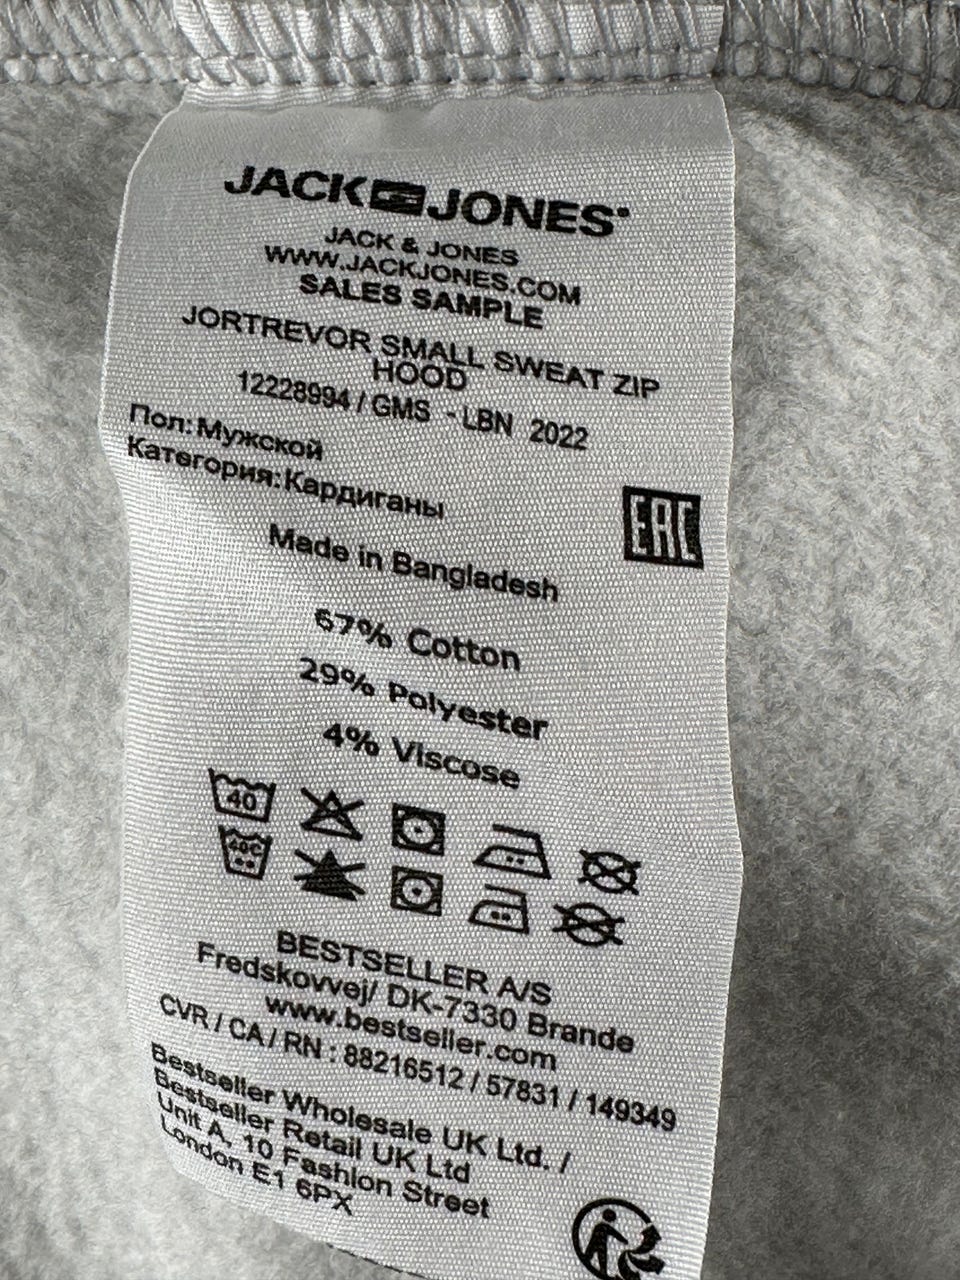 JACK JONES®
JACK & JONES
WWW.JACKJONES.COM
SALES SAMPLE
JORTREVOR SMALL SWEAT ZIP
HOOD
12228994 / GMS - LBN 2022
Пол:Мужской
Категория:Кардиганы
EAC
Made in Bangladesh
67% Cotton
29% Polyester
4% Viscose
40
40C
BESTSELLER A/S
Fredskovvej/ DK-7330 Brande
www.bestseller.com
CVR / CA / RN : 88216512 / 57831 / 149349
Bestseller Wholesale UK Ltd. /
Bestseller Retail UK Ltd
Unit A, 10 Fashion Street
London E1 6PX